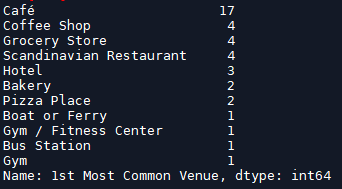 Café                       17
Coffee Shop                 4
Grocery Store               4
Scandinavian Restaurant     4
Hotel                       3
Bakery                      2
Pizza Place                 2
Boat or Ferry               1
Gym / Fitness Center        1
Bus Station                 1
Gym                         1
Name: 1st Most Common Venue, dtype: int64